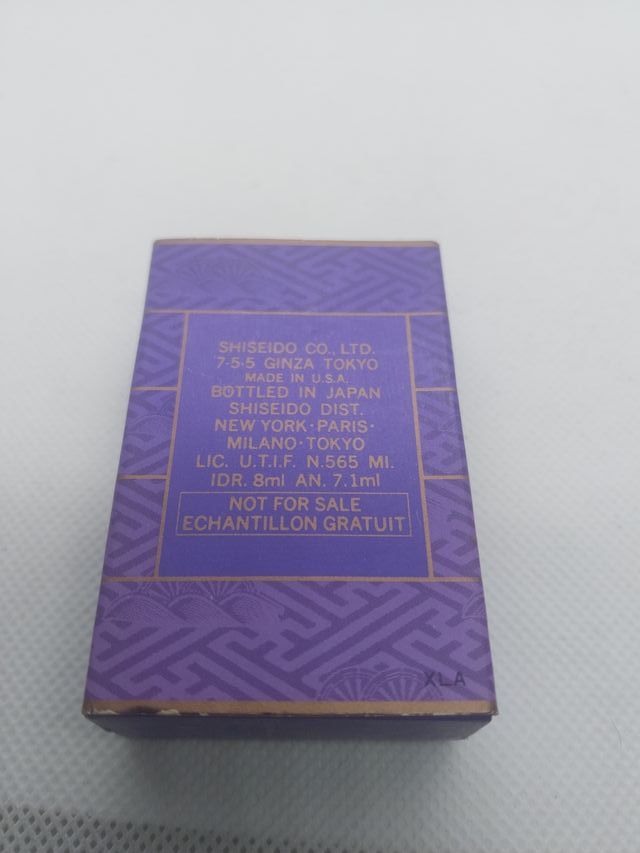 SHISEIDO CO., LTD.
7-5-5 GINZA TOKYO
MADE IN U.S.A.
BOTTLED IN JAPAN
SHISEIDO DIST.
NEW YORK·PARIS·
MILANO·TOKYO
LIC. U.T.I.F. N.565 MI.
IDR. 8ml AN. 7.1ml
NOT FOR SALE
ECHANTILLON GRATUIT
XLA